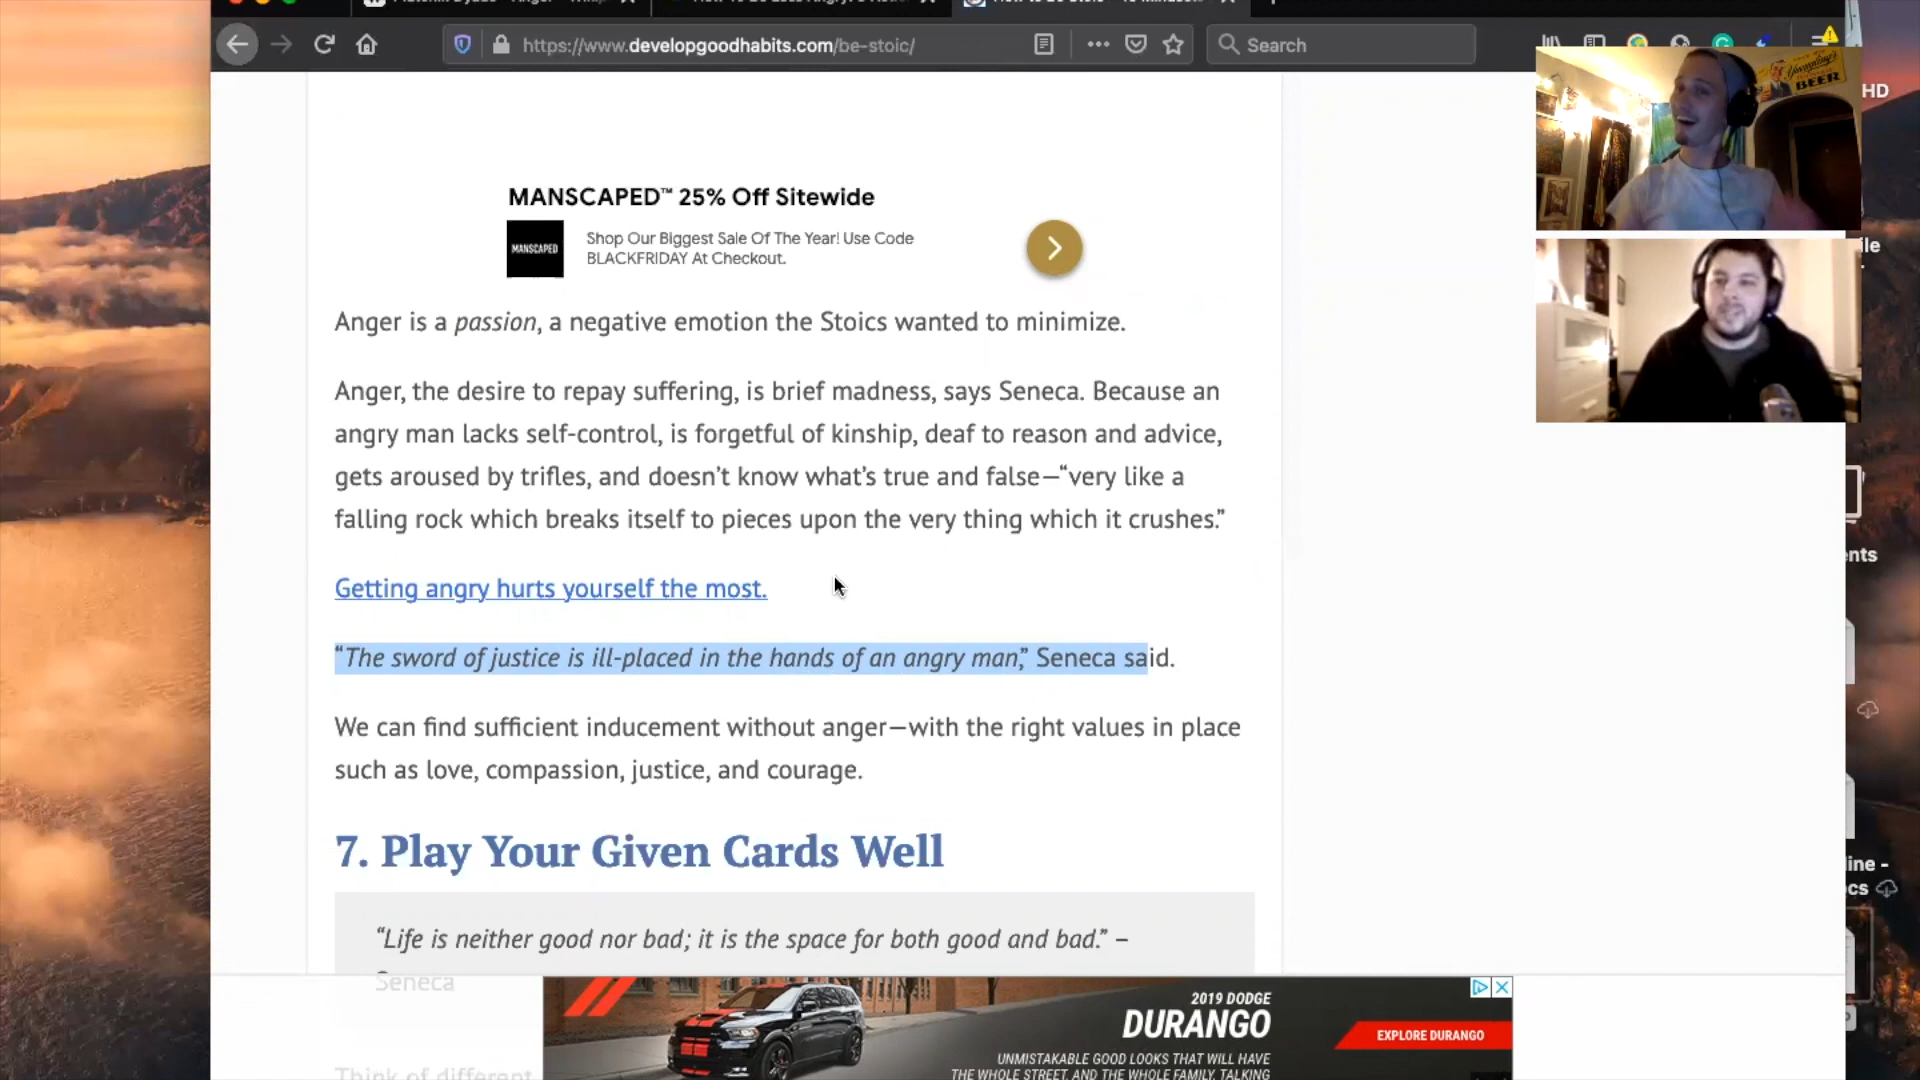 https://www.developgoodhabits.com/be-stoic/
Search
Yuengling's
BEER
HD
MANSCAPED™ 25% Off Sitewide
MANSCAPED
Shop Our Biggest Sale Of The Year! Use Code
BLACKFRIDAY At Checkout.
Anger is a passion, a negative emotion the Stoics wanted to minimize.
Anger, the desire to repay suffering, is brief madness, says Seneca. Because an
angry man lacks self-control, is forgetful of kinship, deaf to reason and advice,
gets aroused by trifles, and doesn’t know what’s true and false—“very like a
falling rock which breaks itself to pieces upon the very thing which it crushes.”
Getting angry hurts yourself the most.
“The sword of justice is ill-placed in the hands of an angry man,” Seneca said.
We can find sufficient inducement without anger—with the right values in place
such as love, compassion, justice, and courage.
7. Play Your Given Cards Well
“Life is neither good nor bad; it is the space for both good and bad.” –
Seneca
Think of different
2019 DODGE
DURANGO
UNMISTAKABLE GOOD LOOKS THAT WILL HAVE
THE WHOLE STREET, AND THE WHOLE FAMILY, TALKING
EXPLORE DURANGO